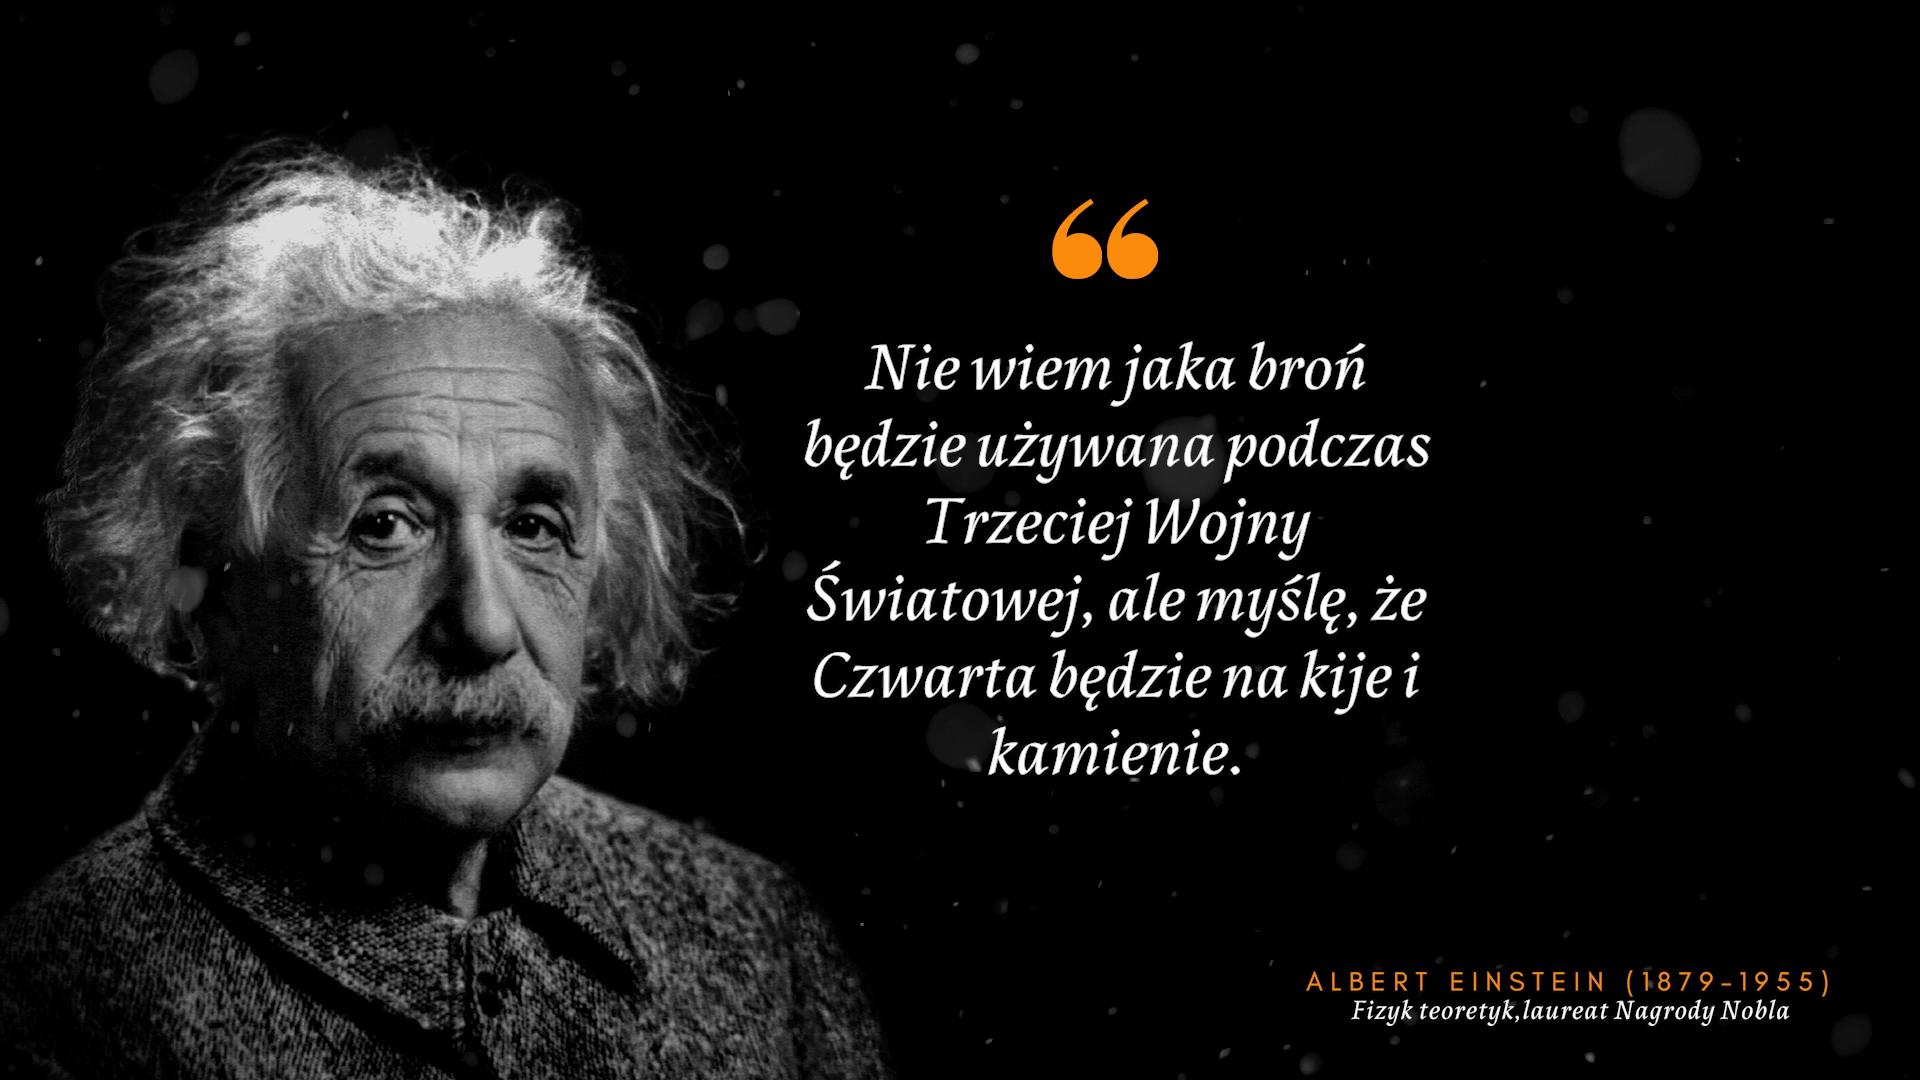 ❝
Nie wiem jaka broń
będzie używana podczas
Trzeciej Wojny
Światowej, ale myślę, że
Czwarta będzie na kije i
kamienie.
ALBERT EINSTEIN (1879-1955)
Fizyk teoretyk,laureat Nagrody Nobla